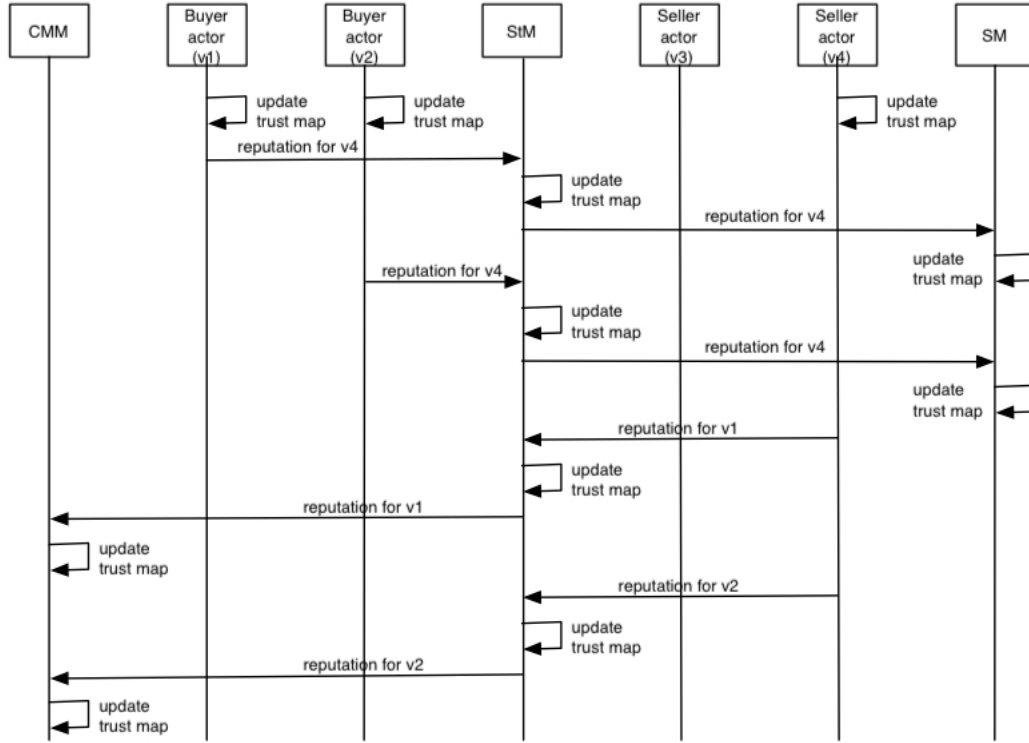 CMM
Buyer
actor
(v1)
Buyer
actor
(v2)
StM
Seller
actor
(v3)
Seller
actor
(v4)
SM
update
trust map
update
trust map
update
trust map
reputation for v4
update
trust map
reputation for v4
update
trust map
reputation for v4
update
trust map
reputation for v4
update
trust map
reputation for v1
update
trust map
reputation for v1
update
trust map
reputation for v2
update
trust map
reputation for v2
update
trust map